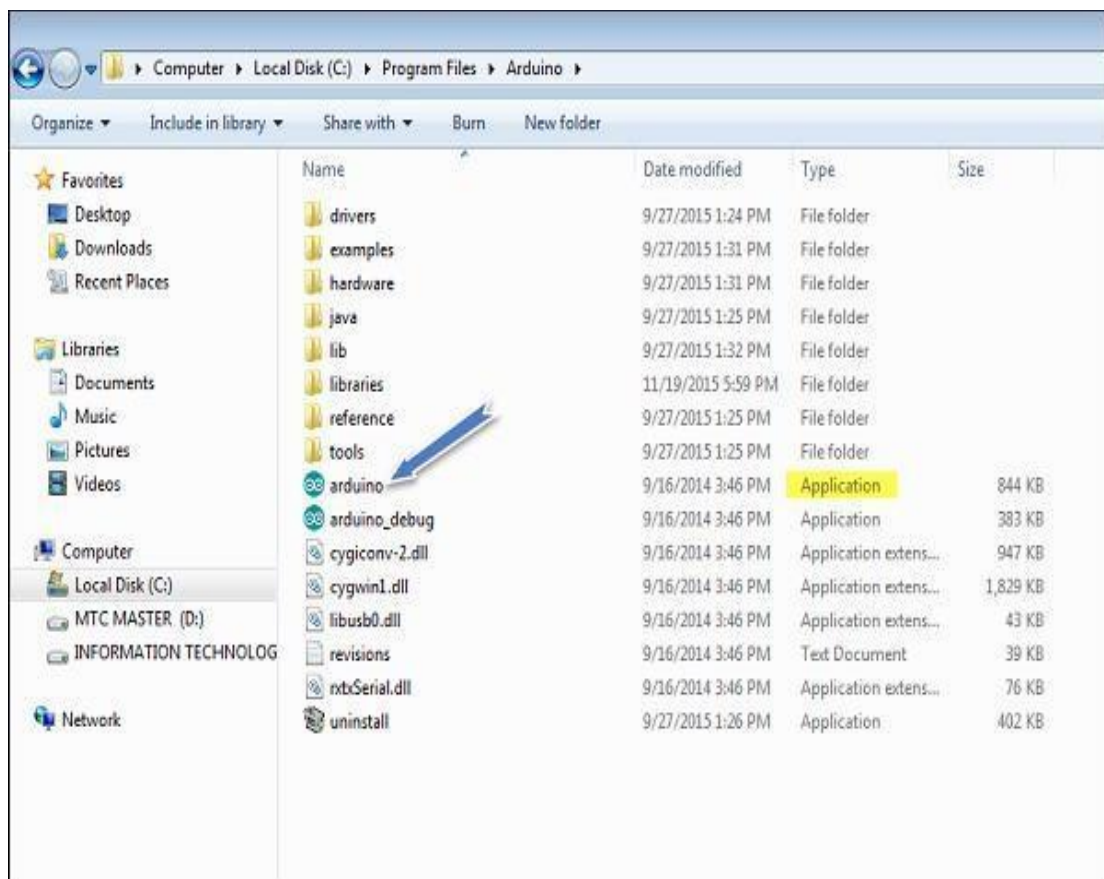 Computer Local Disk (C:) Program Files Arduino
Organize Include in library Share with Burn New folder
Favorites
Desktop
Downloads
Recent Places
Libraries
Documents
Music
Pictures
Videos
Computer
Local Disk (C:)
MTC MASTER (D:)
INFORMATION TECHNOLOG
Network
Name Date modified Type Size
drivers 9/27/2015 1:24 PM File folder
examples 9/27/2015 1:31 PM File folder
hardware 9/27/2015 1:31 PM File folder
java 9/27/2015 1:25 PM File folder
lib 9/27/2015 1:32 PM File folder
libraries 11/19/2015 5:59 PM File folder
reference 9/27/2015 1:25 PM File folder
tools 9/27/2015 1:25 PM File folder
arduino 9/16/2014 3:46 PM Application 844 KB
arduino_debug 9/16/2014 3:46 PM Application 383 KB
cygiconv-2.dll 9/16/2014 3:46 PM Application extens... 947 KB
cygwin1.dll 9/16/2014 3:46 PM Application extens... 1,829 KB
libusb0.dll 9/16/2014 3:46 PM Application extens... 43 KB
revisions 9/16/2014 3:46 PM Text Document 39 KB
rxtxSerial.dll 9/16/2014 3:46 PM Application extens... 76 KB
uninstall 9/27/2015 1:26 PM Application 402 KB